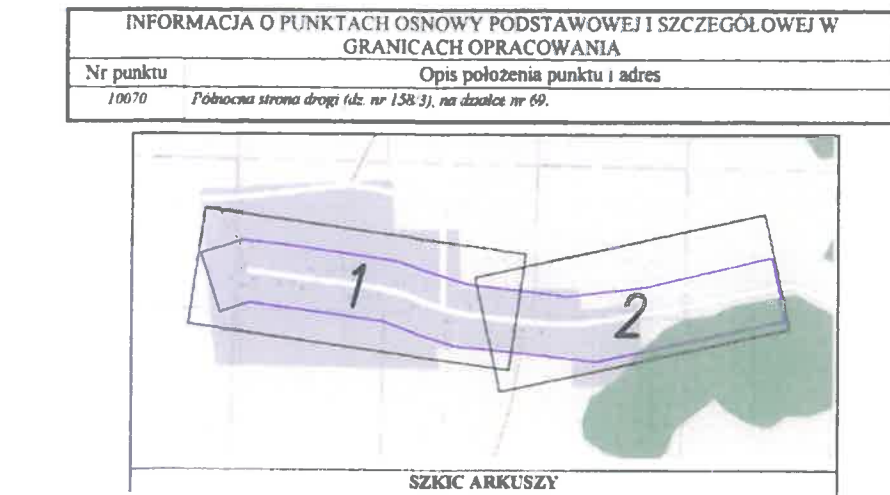 INFORMACJA O PUNKTACH OSNOWY PODSTAWOWEJ I SZCZEGÓŁOWEJ W
GRANICACH OPRACOWANIA
Nr punktu Opis położenia punktu i adres
10070 Północna strona drogi (dz. nr 158/3), na działce nr 69.
1
2
SZKIC ARKUSZY